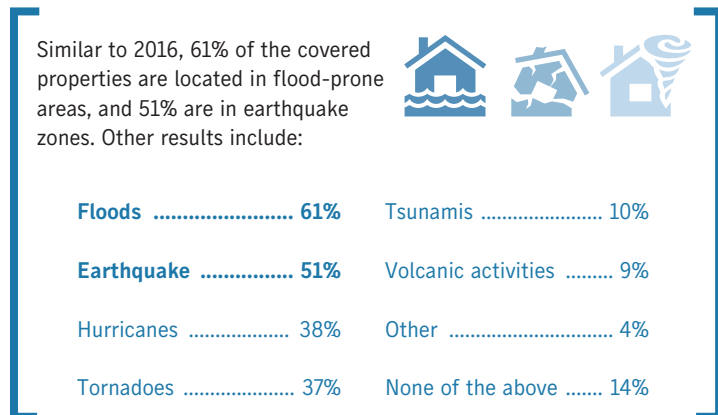 Similar to 2016, 61% of the covered
properties are located in flood-prone
areas, and 51% are in earthquake
zones. Other results include:
Floods ........................ 61%
Earthquake ................ 51%
Hurricanes .................... 38%
Tornadoes ...................... 37%
Tsunamis ........................ 10%
Volcanic activities ......... 9%
Other ................................ 4%
None of the above ....... 14%